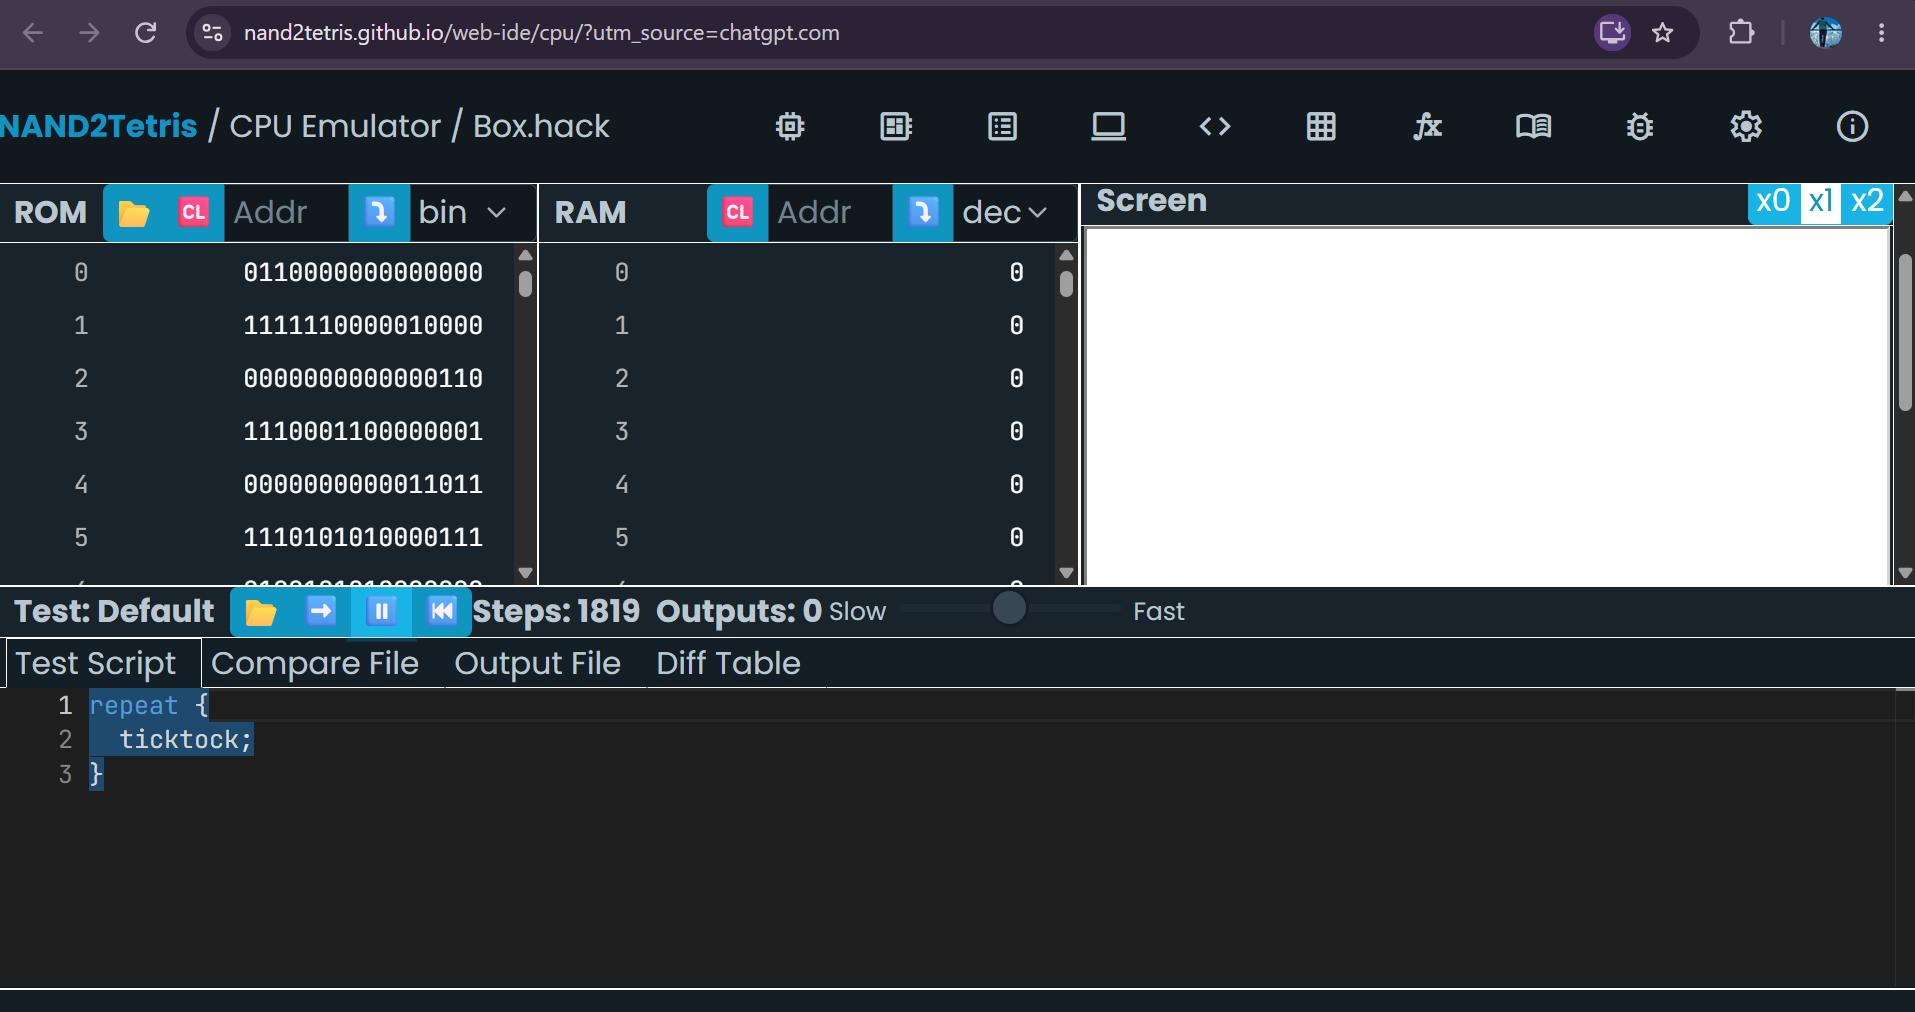 nand2tetris.github.io/web-ide/cpu/?utm_source=chatgpt.com
NAND2Tetris / CPU Emulator / Box.hack
ROM CL Addr bin
0 0110000000000000
1 1111110000010000
2 0000000000000110
3 1110001100000001
4 0000000000011011
5 1110101010000111
RAM CL Addr dec
0 0
1 0
2 0
3 0
4 0
5 0
Screen x0 x1 x2
Test: Default Steps: 1819 Outputs: 0 Slow Fast
Test Script Compare File Output File Diff Table
1 repeat {
2 ticktock;
3 }